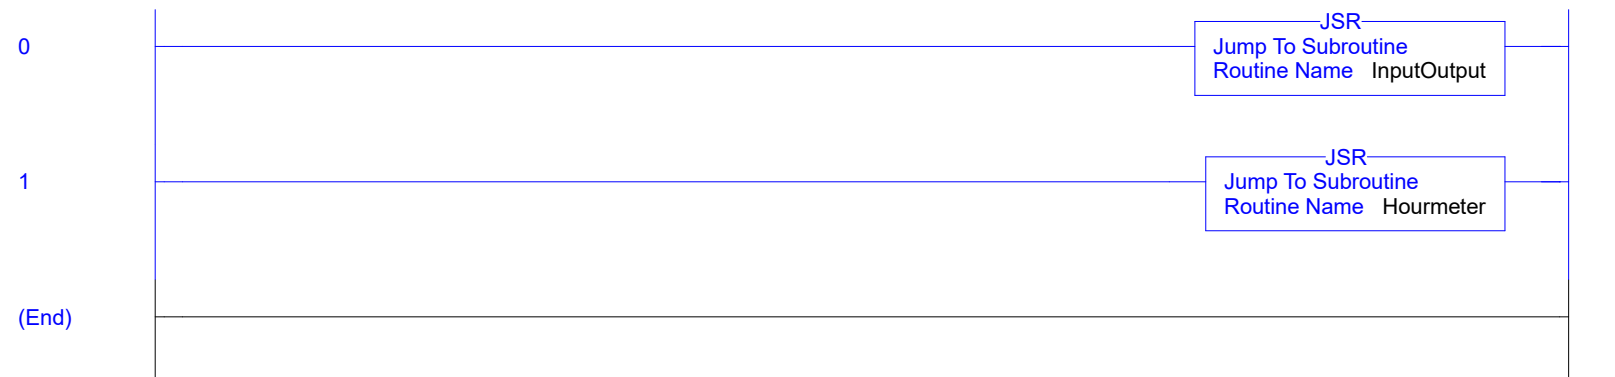 JSR
0
Jump To Subroutine
Routine Name InputOutput
JSR
1
Jump To Subroutine
Routine Name Hourmeter
(End)